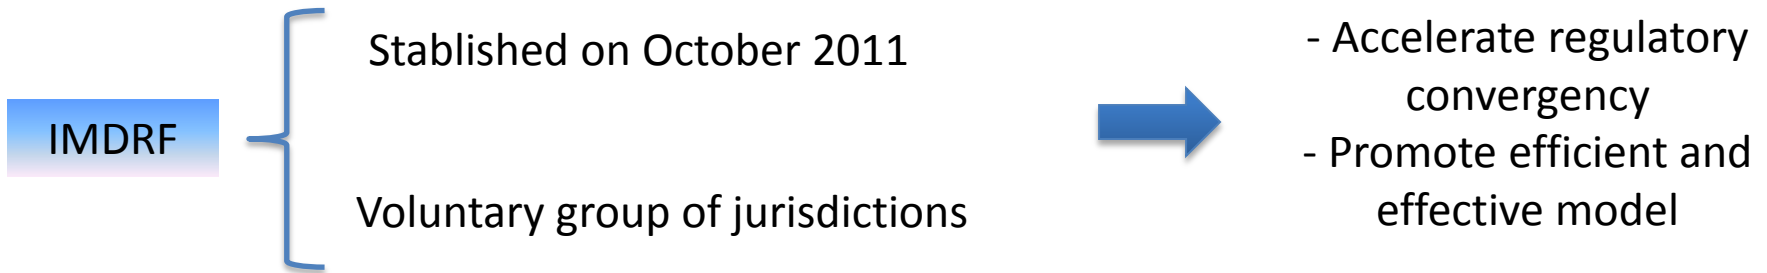 IMDRF
Stablished on October 2011
Voluntary group of jurisdictions
- Accelerate regulatory
convergency
- Promote efficient and
effective model